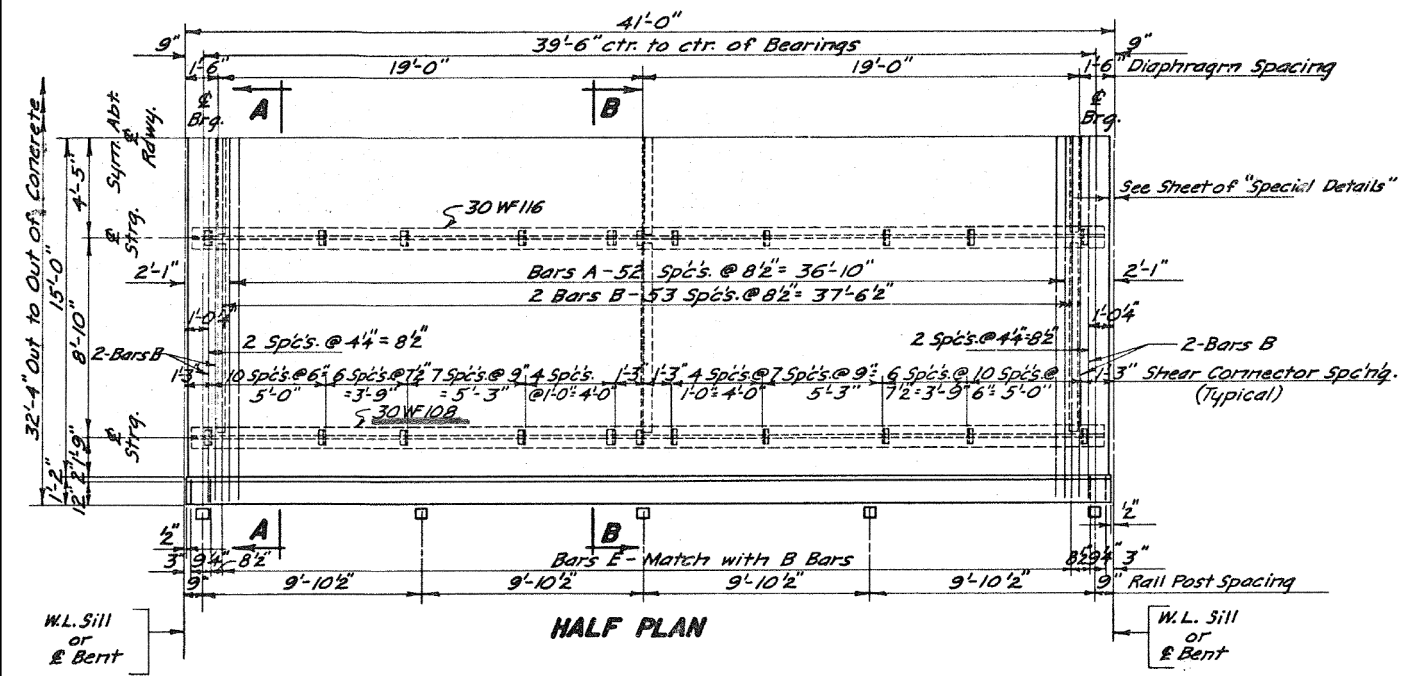 41'-0"
9" 39'-6" ctr. to ctr. of Bearings 9"
1'-6" 19'-0" 19'-0" 1'-6" Diaphragm Spacing
℄ Brg. A B ℄ Brg.
32'-4" Out to Out of Concrete
15'-0"
4'-5"
Sym. Abt. ℄ Rdwy.
See Sheet of "Special Details"
30 WF 116
℄ Strg.
8'-10"
2'-1" Bars A - 52 Spc's. @ 8½" = 36'-10" 2'-1"
2 Bars B - 53 Spc's. @ 8½" = 37'-6½"
1'-0¼" 1'-0¼"
2 Spc's. @ 4¼" = 8½" 2 Spc's. @ 4¼" = 8½"
2-Bars B 2-Bars B
1'-3" 10 Spc's. @ 6" = 5'-0" 6 Spc's. @ 7½" = 3'-9" 7 Spc's. @ 9" = 5'-3" 4 Spc's. @ 1'-0" = 4'-0" 1'-3" 1'-3" 4 Spc's. @ 1'-0" = 4'-0" 7 Spc's. @ 9" = 5'-3" 6 Spc's. @ 7½" = 3'-9" 10 Spc's. @ 6" = 5'-0" 1'-3" Shear Connector Spc'ng.
(Typical)
30 WF 108
℄ Strg.
1'-9"
2"
12"
1'-2"
½" A B ½"
3" 9¼" 8½" Bars E - Match with B Bars 8½" 9¼" 3"
9" 9'-10½" 9'-10½" 9'-10½" 9'-10½" 9" Rail Post Spacing
W.L. Sill
or
℄ Bent
HALF PLAN
W.L. Sill
or
℄ Bent